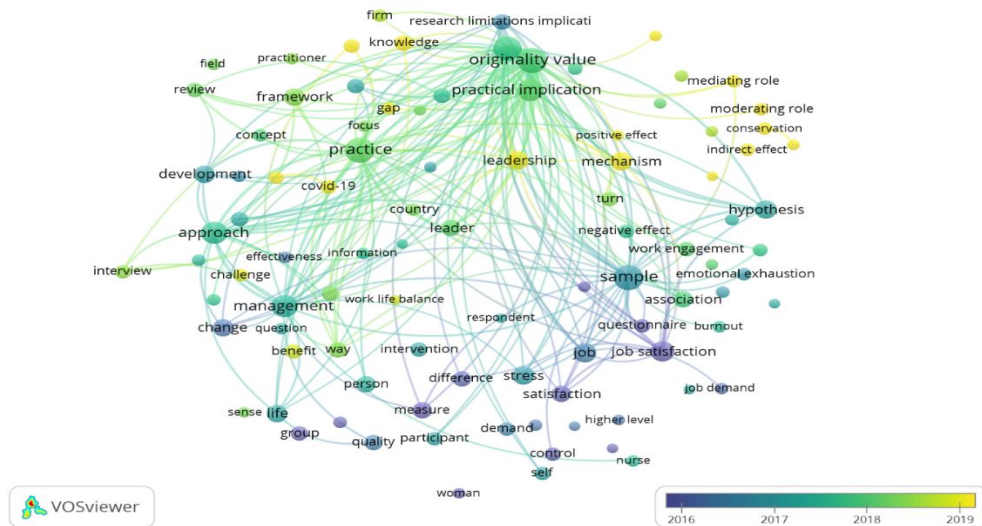 firm
research limitations implicati
knowledge
field
practitioner
originality value
mediating role
review
framework
practical implication
gap
moderating role
concept
focus
positive effect
conservation
practice
leadership
mechanism
indirect effect
development
covid-19
turn
country
hypothesis
approach
leader
negative effect
effectiveness
information
work engagement
interview
challenge
sample
emotional exhaustion
management
work life balance
association
change
question
respondent
questionnaire
burnout
benefit
way
intervention
job
job satisfaction
person
difference
stress
job demand
satisfaction
sense
life
measure
group
quality
participant
demand
higher level
control
self
nurse
woman
VOSviewer
2016
2017
2018
2019